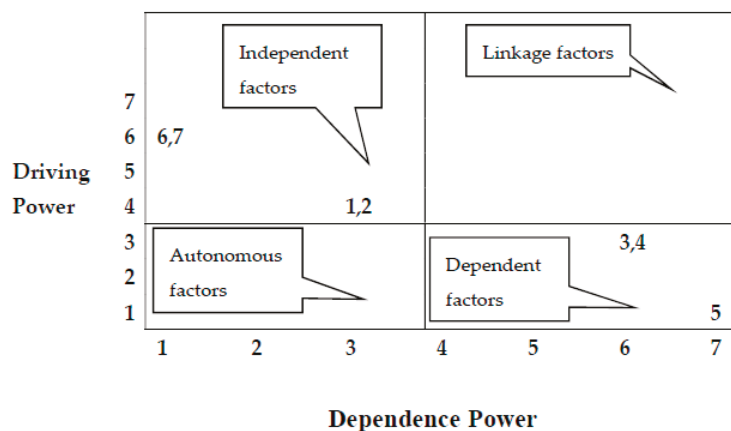 Independent
factors
Linkage factors
7
6 6,7
Driving 5
Power 4 1,2
3 3,4
Autonomous
factors
2
Dependent
factors
1 5
1 2 3 4 5 6 7
Dependence Power